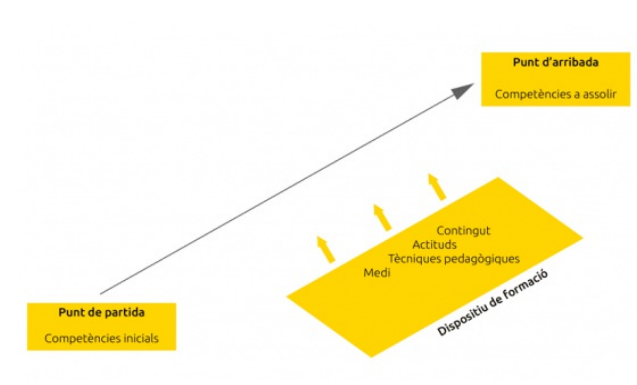 Punt d'arribada
Competències a assolir
Contingut
Actituds
Tècniques pedagògiques
Medi
Dispositiu de formació
Punt de partida
Competències inicials